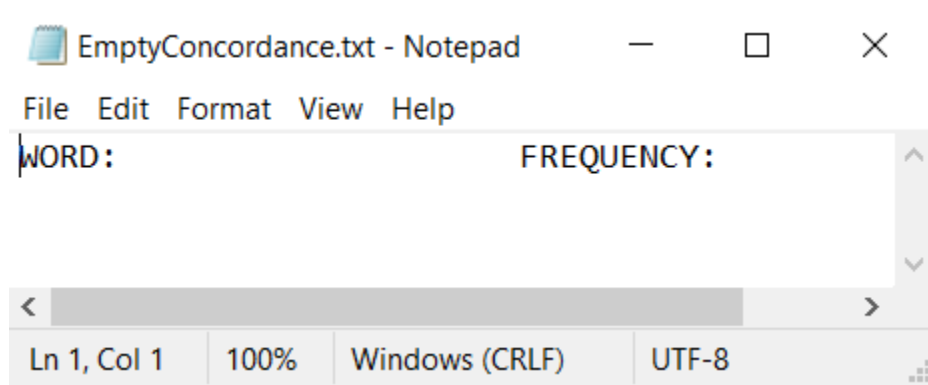 EmptyConcordance.txt - Notepad
File Edit Format View Help
WORD: FREQUENCY:
Ln 1, Col 1 100% Windows (CRLF) UTF-8